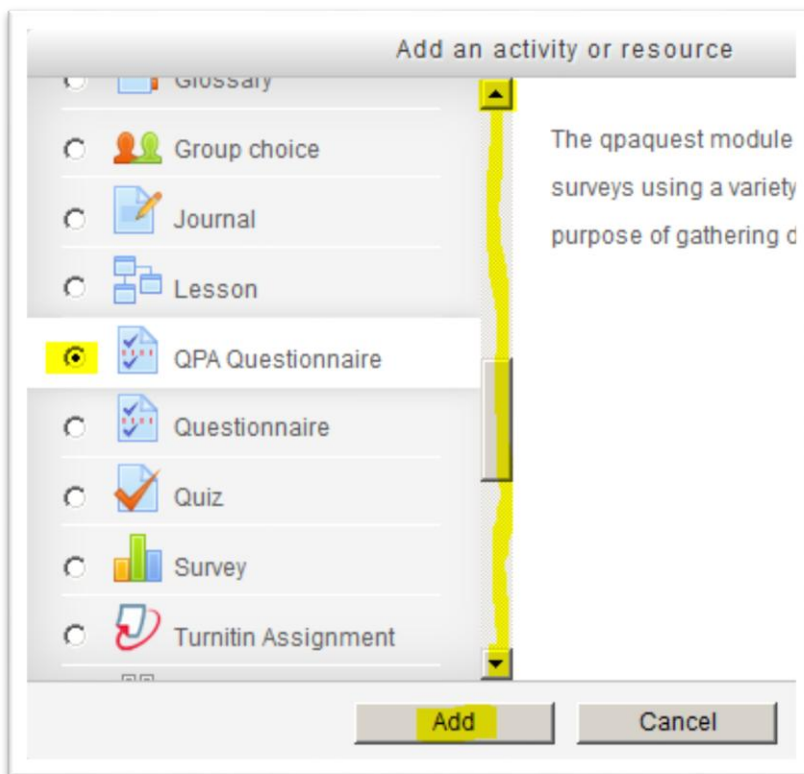 Add an activity or resource
Glossary
Group choice
Journal
Lesson
QPA Questionnaire
Questionnaire
Quiz
Survey
Turnitin Assignment
The qpaquest module
surveys using a variety
purpose of gathering d
Add
Cancel